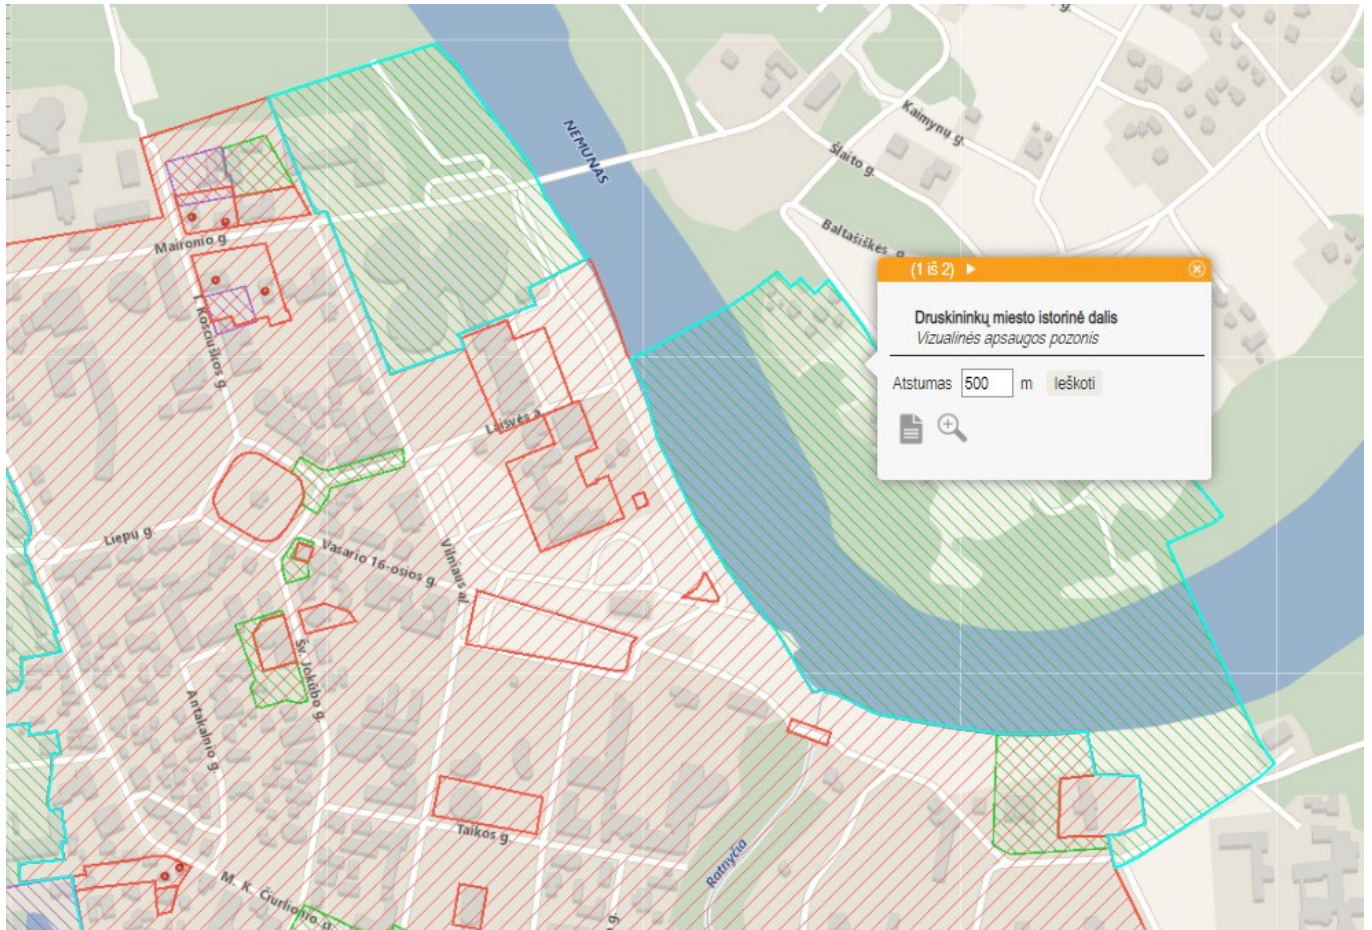 NEMUNAS
Kaimynų g.
Šlaito g.
Baltašiškės g.
Maironio g.
T. Kosciuškos g.
(1 iš 2)
Druskininkų miesto istorinė dalis
Vizualinės apsaugos pozonis
Atstumas 500 m Ieškoti
Laisvės a.
Liepų g.
Vasario 16-osios g.
Vilniaus al.
Šv. Jokūbo g.
Antakalnio g.
Taikos g.
Ratnyčia
M. K. Čiurlionio g.
g.
g.